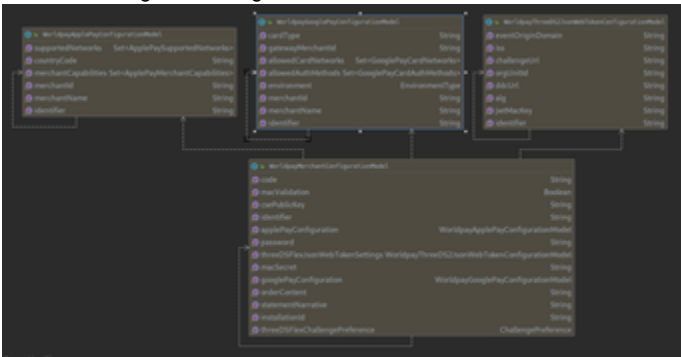 WorldpayApplePayConfigurationModel
supportedNetworks Set<ApplePaySupportedNetworks>
countryCode String
merchantCapabilities Set<ApplePayMerchantCapabilities>
merchantId String
merchantName String
identifier String
WorldpayGooglePayConfigurationModel
cardType String
gatewayMerchantId String
allowedCardNetworks Set<GooglePayCardNetworks>
allowedAuthMethods Set<GooglePayCardAuthMethods>
environment EnvironmentType
merchantId String
merchantName String
identifier String
WorldpayThreeDS2JsonWebTokenConfigurationModel
eventOriginDomain String
iss String
challengeUrl String
orgUnitId String
ddcUrl String
alg String
jwtMacKey String
identifier String
WorldpayMerchantConfigurationModel
code String
macValidation Boolean
csePublicKey String
identifier String
applePayConfiguration WorldpayApplePayConfigurationModel
password String
threeDSFlexJsonWebTokenSettings WorldpayThreeDS2JsonWebTokenConfigurationModel
macSecret String
googlePayConfiguration WorldpayGooglePayConfigurationModel
orderContent String
statementNarrative String
installationId String
threeDSFlexChallengePreference ChallengePreference